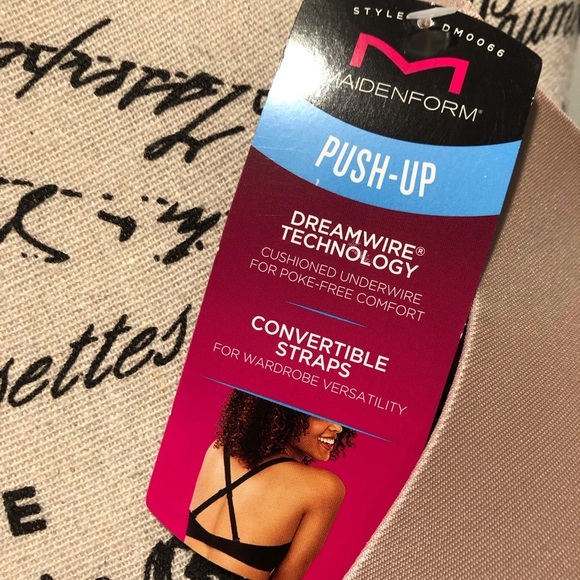 STYLE DM0066
MAIDENFORM®
PUSH-UP
DREAMWIRE®
TECHNOLOGY
CUSHIONED UNDERWIRE
FOR POKE-FREE COMFORT
CONVERTIBLE
STRAPS
FOR WARDROBE VERSATILITY
settes
E